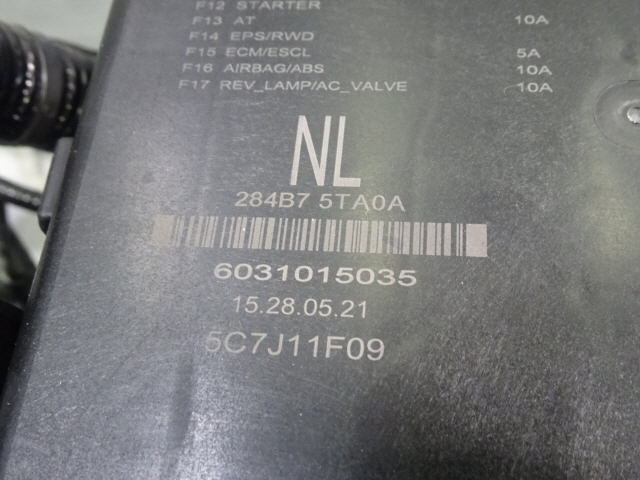 F12 STARTER
F13 AT 10A
F14 EPS/RWD
F15 ECM/ESCL 5A
F16 AIRBAG/ABS 10A
F17 REV_LAMP/AC_VALVE 10A
NL
284B7 5TA0A
6031015035
15.28.05.21
5C7J11F09